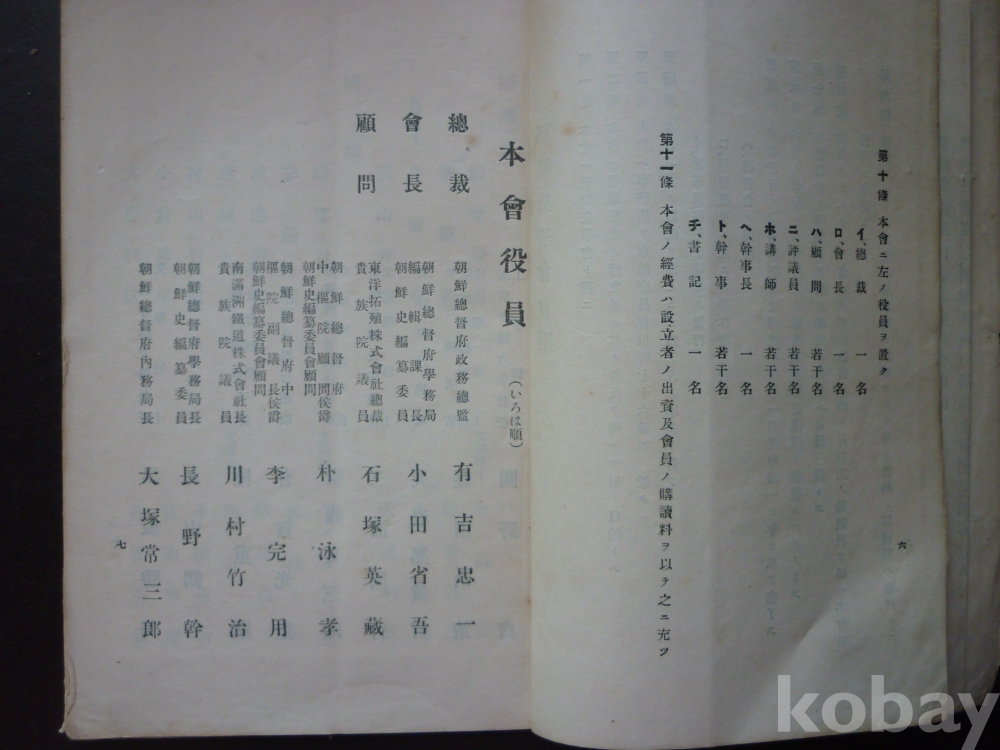 第十條 本會ニ左ノ役員ヲ置ク
イ、總裁 一名
ロ、會長 一名
ハ、顧問 若干名
ニ、評議員 若干名
ホ、講師 若干名
ヘ、幹事長 一名
ト、幹事 若干名
チ、書記 一名
第十一條 本會ノ經費ハ設立者ノ出資及會員ノ購讀料ヲ以テ之ニ充ツ
六
本會役員(いろは順)
總裁 朝鮮總督府政務總監 有吉忠一
會長 朝鮮總督府學務局編輯課長 朝鮮史編纂委員 小田省吾
顧問 東洋拓殖株式會社總裁 貴族院議員 石塚英藏
朝鮮總督府中樞院顧問侯爵 朝鮮史編纂委員會顧問 朴泳孝
朝鮮總督府中樞院副議長侯爵 朝鮮史編纂委員會顧問 李完用
南滿洲鐵道株式會社長 貴族院議員 川村竹治
朝鮮總督府學務局長 朝鮮史編纂委員 長野幹
朝鮮總督府內務局長 大塚常三郎
七
kobay